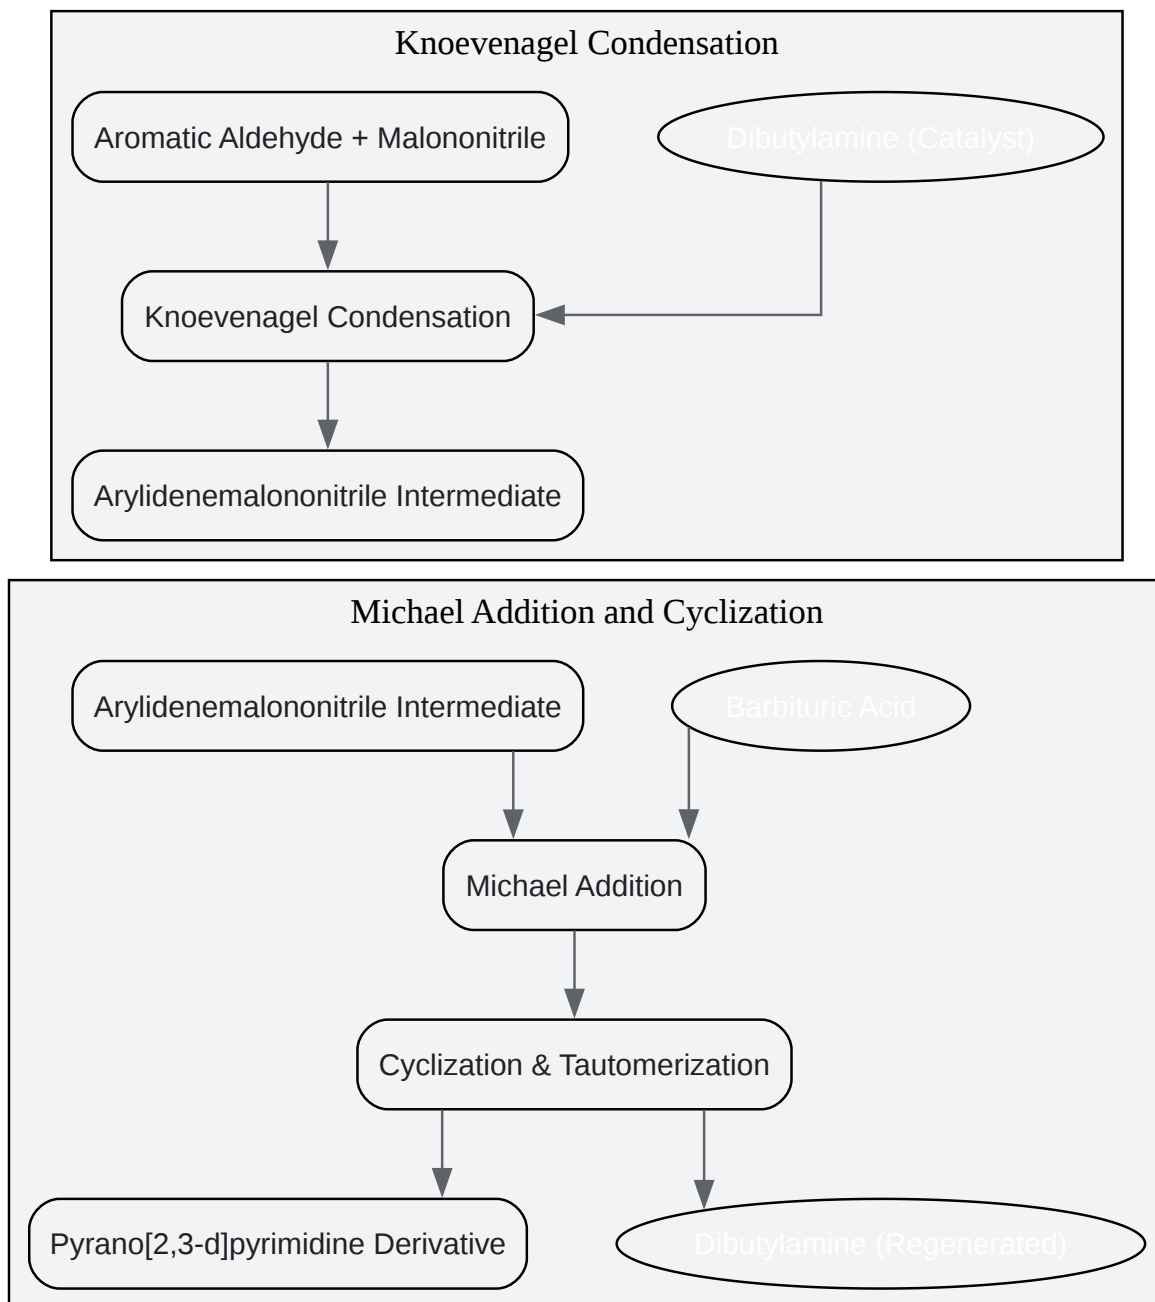 Knoevenagel Condensation
Aromatic Aldehyde + Malononitrile
Dibutylamine (Catalyst)
Knoevenagel Condensation
Arylidenemalononitrile Intermediate
Michael Addition and Cyclization
Arylidenemalononitrile Intermediate
Barbituric Acid
Michael Addition
Cyclization & Tautomerization
Pyrano[2,3-d]pyrimidine Derivative
Dibutylamine (Regenerated)